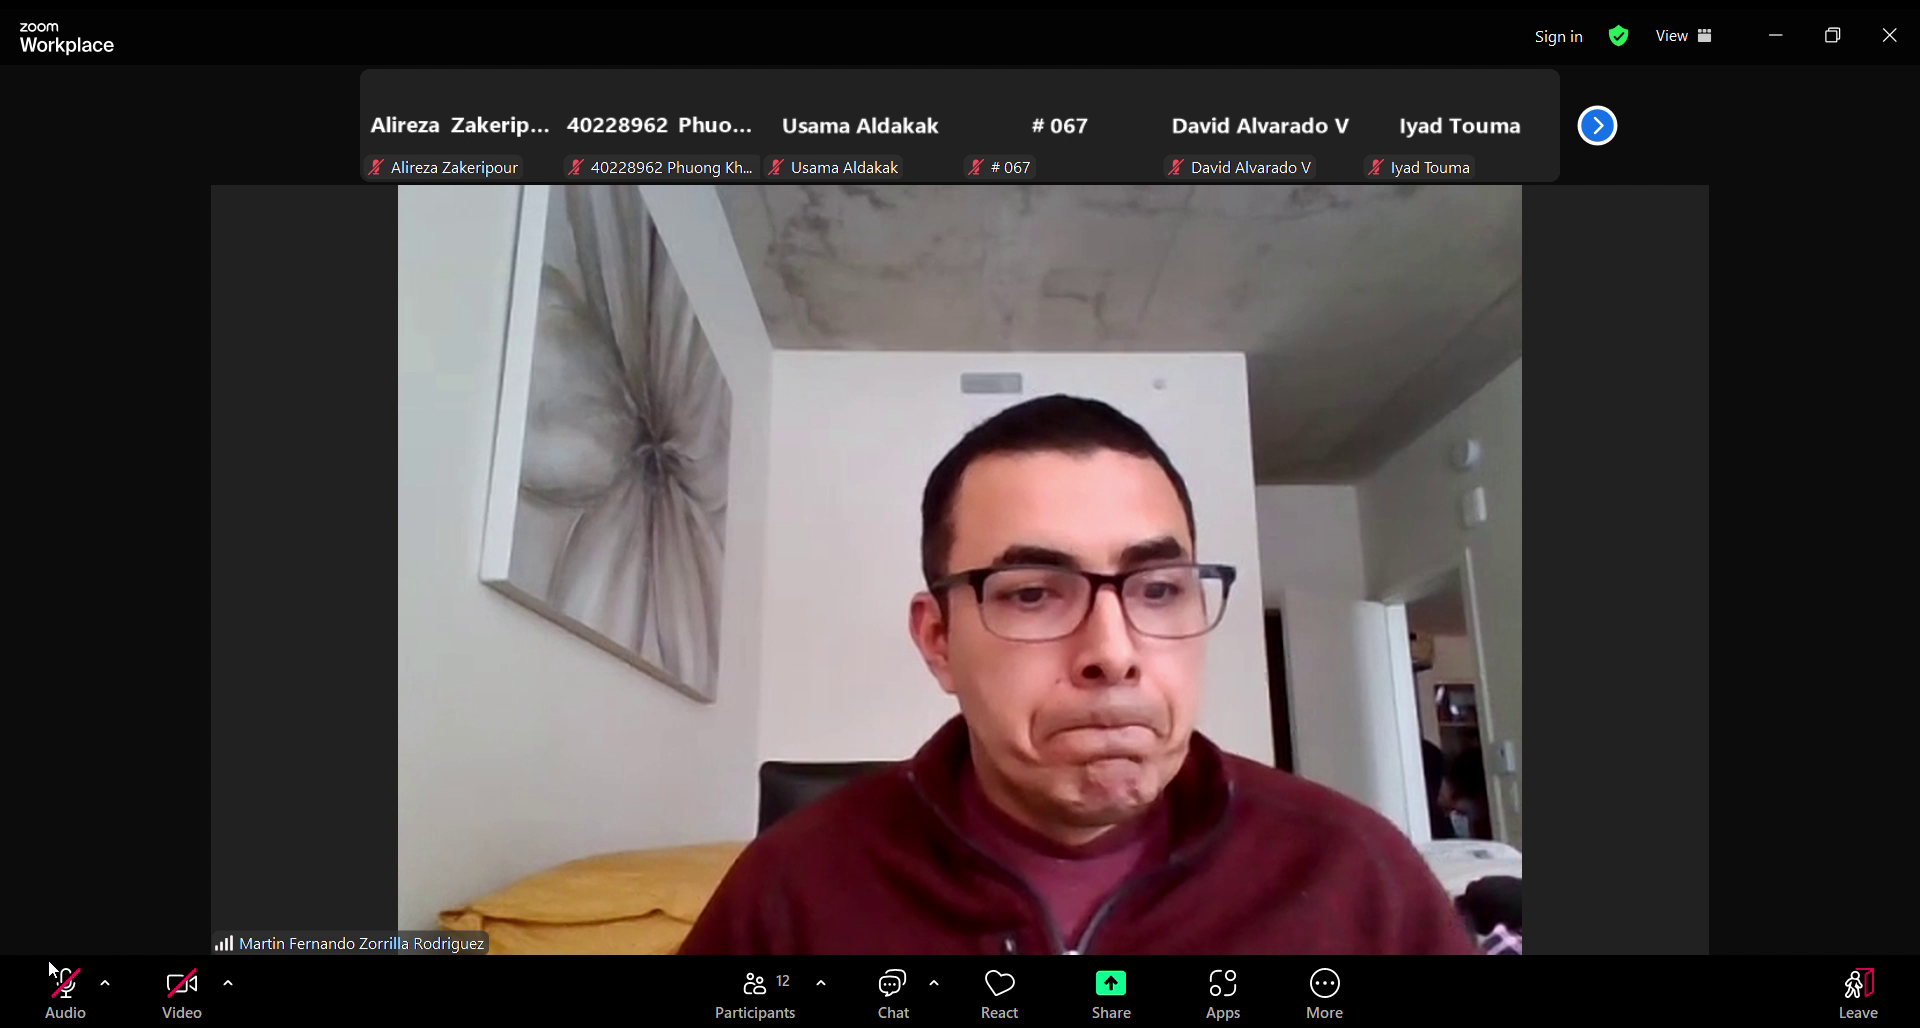 zoom
Workplace
Sign in
View
Alireza Zakerip...
40228962 Phuo...
Usama Aldakak
# 067
David Alvarado V
Iyad Touma
Alireza Zakeripour
40228962 Phuong Kh...
Usama Aldakak
# 067
David Alvarado V
Iyad Touma
Martin Fernando Zorrilla Rodriguez
Audio
Video
12
Participants
Chat
React
Share
Apps
More
Leave